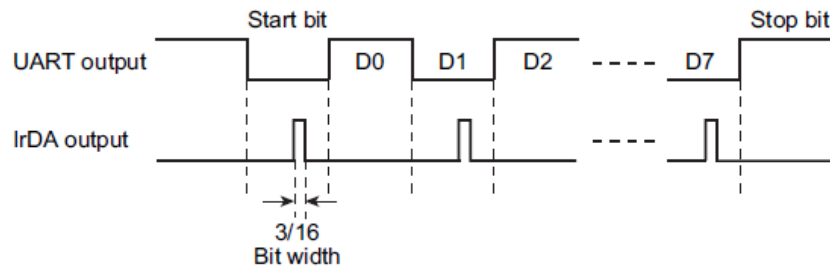 Start bit
Stop bit
UART output
D0
D1
D2
D7
IrDA output
3/16
Bit width